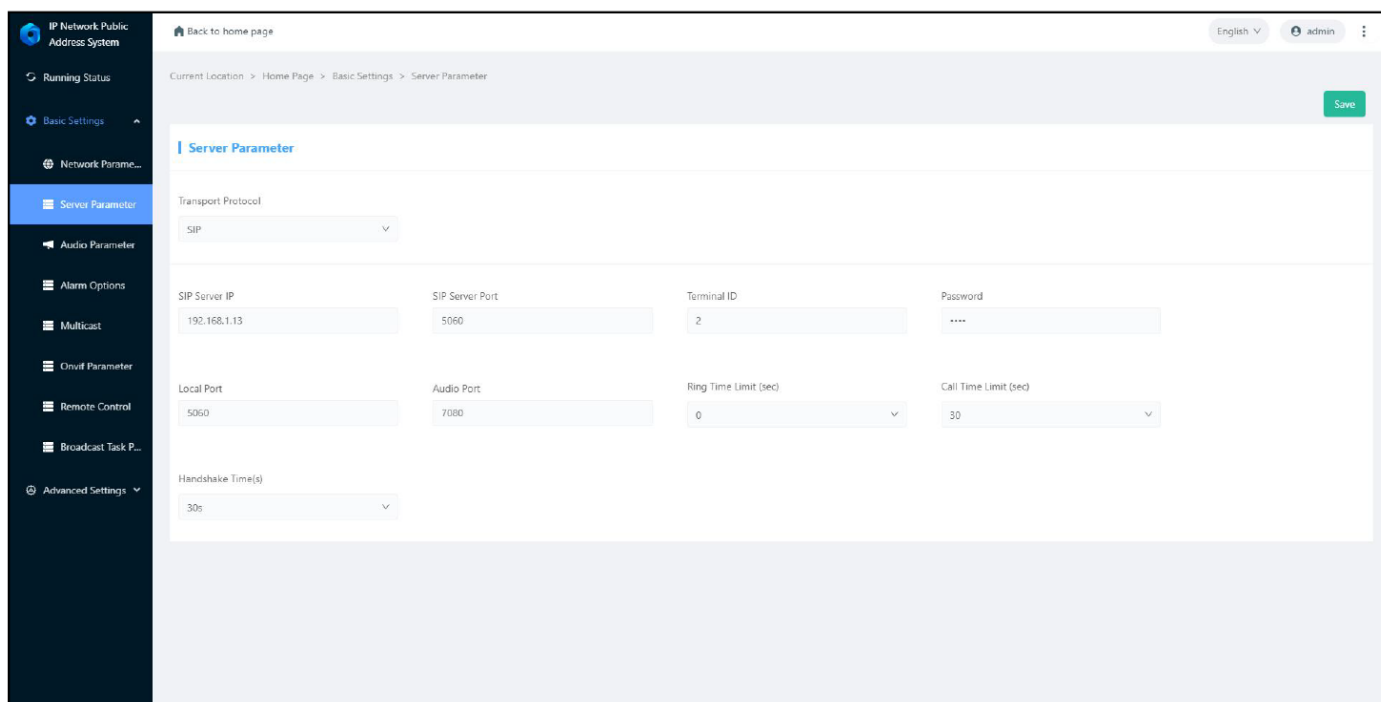 IP Network Public
Address System
Back to home page
English
admin
Running Status
Current Location > Home Page > Basic Settings > Server Parameter
Save
Basic Settings
Network Parame...
Server Parameter
Audio Parameter
Alarm Options
Multicast
Onvif Parameter
Remote Control
Broadcast Task P...
Advanced Settings
Server Parameter
Transport Protocol
SIP
SIP Server IP
SIP Server Port
Terminal ID
Password
192.168.1.13
5060
2
••••
Local Port
Audio Port
Ring Time Limit (sec)
Call Time Limit (sec)
5060
7080
0
30
Handshake Time(s)
30s